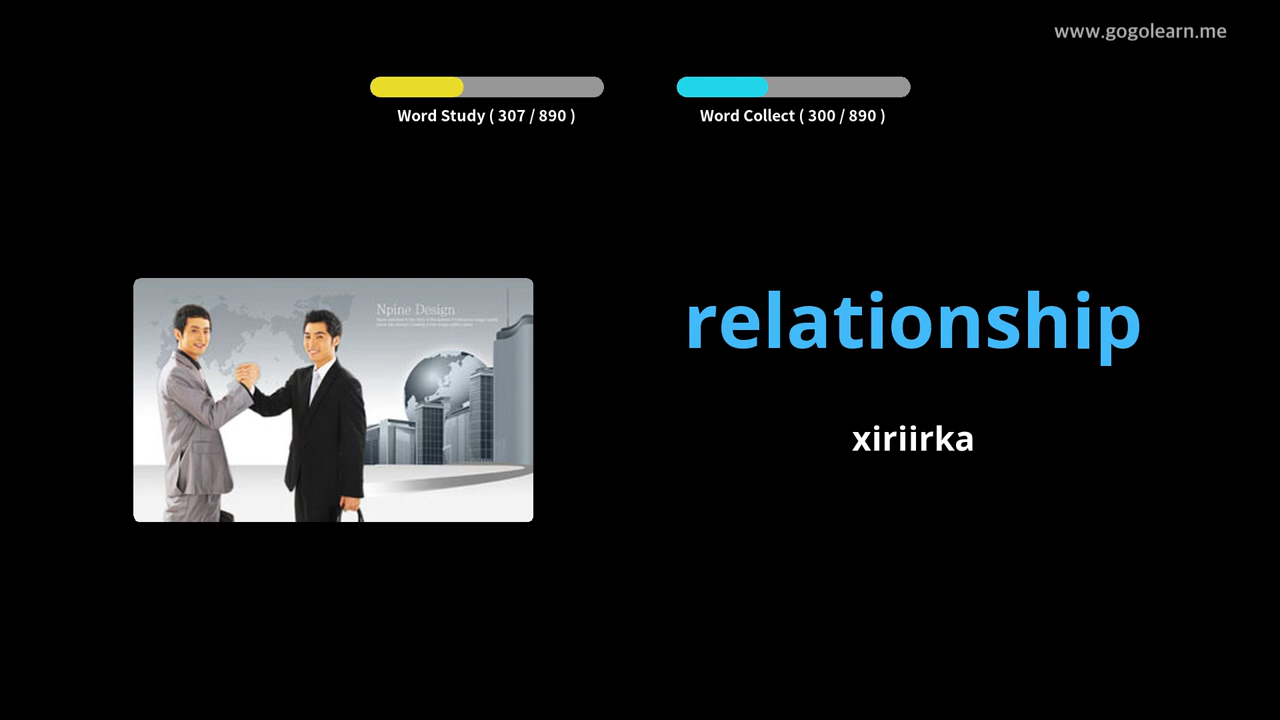 www.gogolearn.me
Word Study ( 307 / 890 )
Word Collect ( 300 / 890 )
Npine Design
relationship
xiriirka